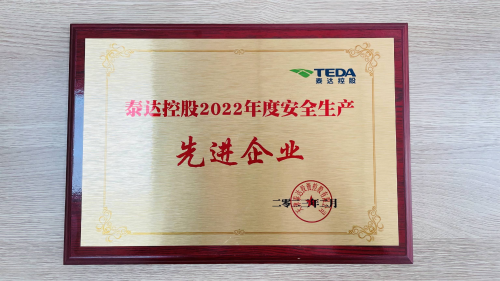 TEDA
泰达控股
泰达控股2022年度安全生产
先进企业
二零二 年 月